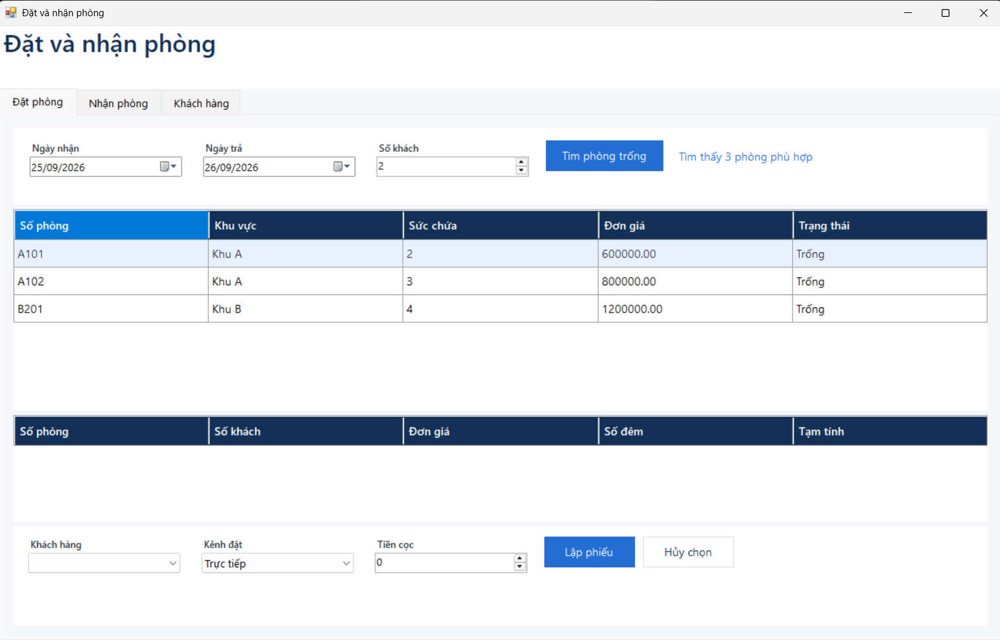 Đặt và nhận phòng
Đặt và nhận phòng
Đặt phòng Nhận phòng Khách hàng
Ngày nhận Ngày trả Số khách
25/09/2026 26/09/2026 2 Tìm phòng trống Tìm thấy 3 phòng phù hợp
Số phòng Khu vực Sức chứa Đơn giá Trạng thái
A101 Khu A 2 600000.00 Trống
A102 Khu A 3 800000.00 Trống
B201 Khu B 4 1200000.00 Trống
Số phòng Số khách Đơn giá Số đêm Tạm tính
Khách hàng Kênh đặt Tiền cọc
Trực tiếp 0 Lập phiếu Hủy chọn